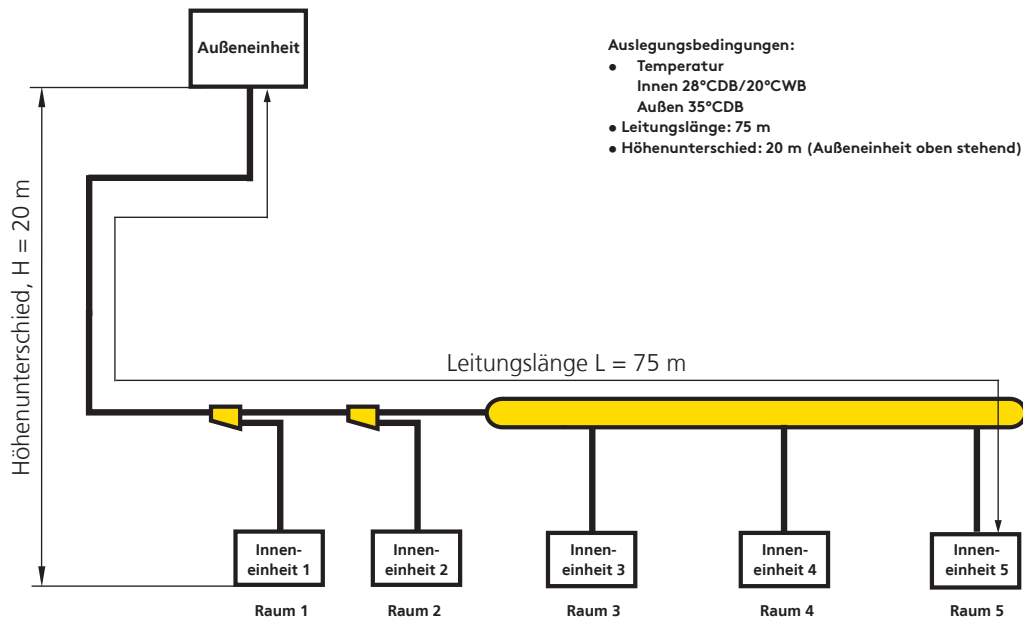 Außeneinheit
Auslegungsbedingungen:
● Temperatur
Innen 28°CDB/20°CWB
Außen 35°CDB
● Leitungslänge: 75 m
● Höhenunterschied: 20 m (Außeneinheit oben stehend)
Höhenunterschied, H = 20 m
Leitungslänge L = 75 m
Innen-
einheit 1
Innen-
einheit 2
Innen-
einheit 3
Innen-
einheit 4
Innen-
einheit 5
Raum 1
Raum 2
Raum 3
Raum 4
Raum 5